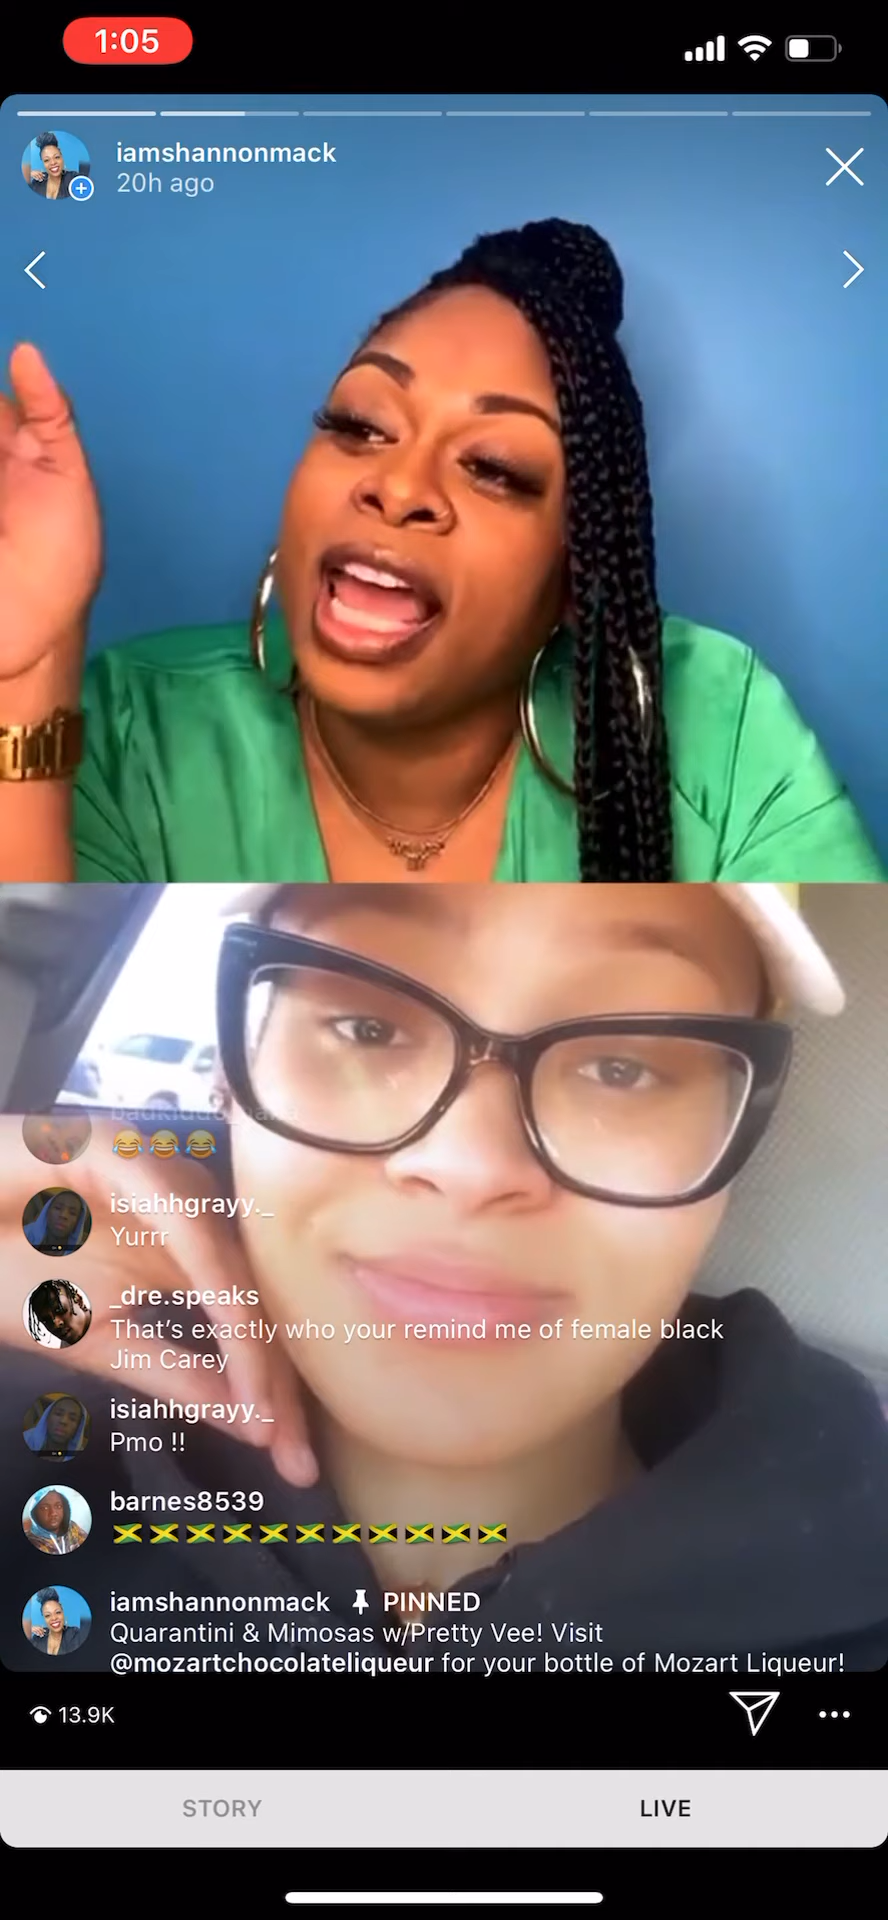 1:05
iamshannonmack
20h ago
😂😂😂
isiahhgrayy._
Yurrr
_dre.speaks
That's exactly who your remind me of female black
Jim Carey
isiahhgrayy._
Pmo !!
barnes8539
🇯🇲🇯🇲🇯🇲🇯🇲🇯🇲🇯🇲🇯🇲🇯🇲🇯🇲🇯🇲🇯🇲
iamshannonmack PINNED
Quarantini & Mimosas w/Pretty Vee! Visit
@mozartchocolateliqueur for your bottle of Mozart Liqueur!
13.9K
STORY LIVE